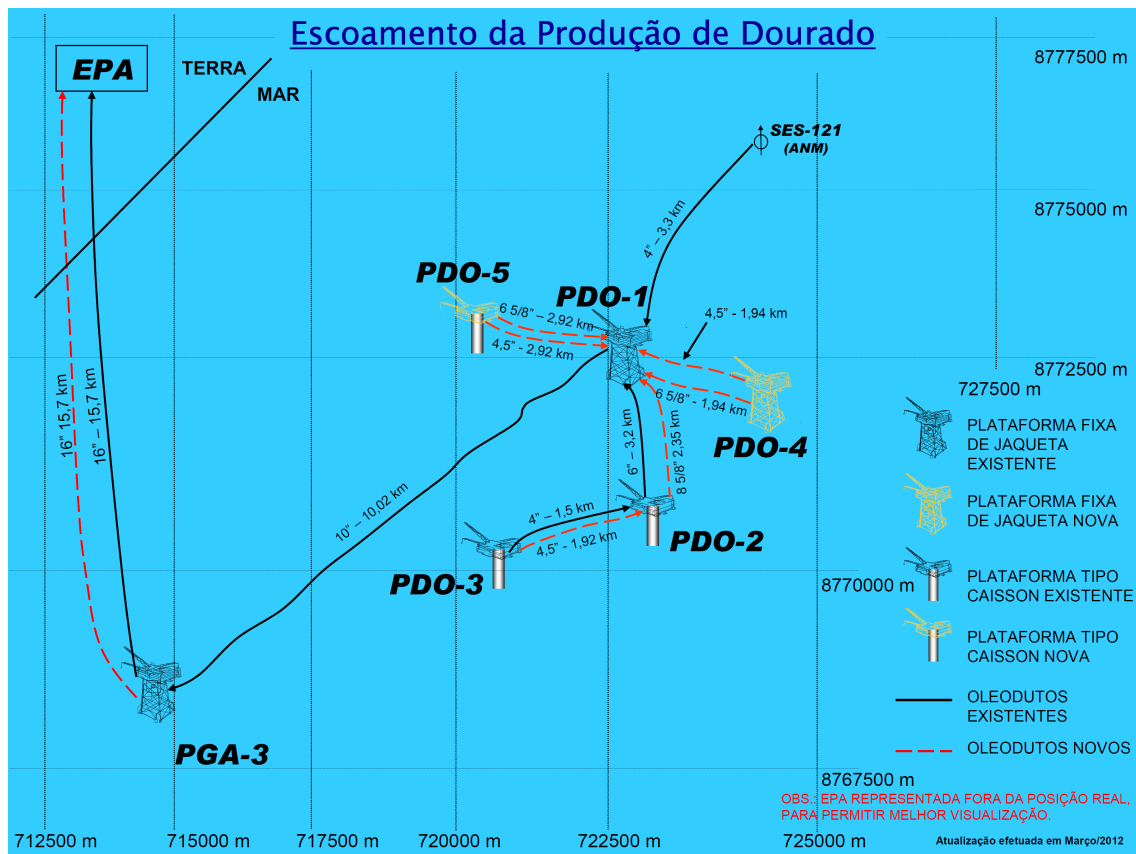 Escoamento da Produção de Dourado
EPA
TERRA
MAR
8777500 m
SES-121
(ANM)
8775000 m
4” – 3,3 km
PDO-5
PDO-1
6 5/8” – 2,92 km
4,5” - 2,92 km
4,5” - 1,94 km
8772500 m
727500 m
6 5/8” - 1,94 km
PDO-4
16” 15,7 km
16” – 15,7 km
6” – 3,2 km
8 5/8” 2,35 km
10” – 10,02 km
4” – 1,5 km
4,5” - 1,92 km
PDO-2
PDO-3
8770000 m
PLATAFORMA FIXA
DE JAQUETA
EXISTENTE
PLATAFORMA FIXA
DE JAQUETA NOVA
PLATAFORMA TIPO
CAISSON EXISTENTE
PLATAFORMA TIPO
CAISSON NOVA
OLEODUTOS
EXISTENTES
OLEODUTOS NOVOS
PGA-3
8767500 m
OBS.: EPA REPRESENTADA FORA DA POSIÇÃO REAL,
PARA PERMITIR MELHOR VISUALIZAÇÃO.
712500 m
715000 m
717500 m
720000 m
722500 m
725000 m
Atualização efetuada em Março/2012